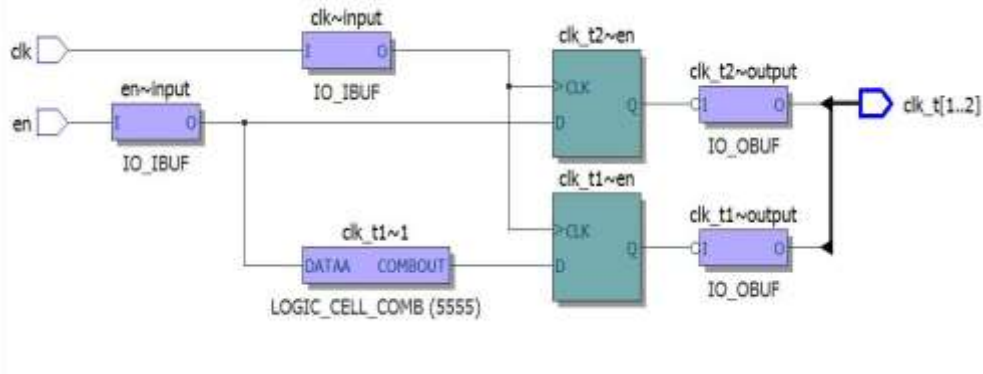 clk~input
clk
I
O
IO_IBUF
en~input
en
I
O
IO_IBUF
clk_t1~1
DATAA COMBOUT
LOGIC_CELL_COMB (5555)
clk_t2~en
CLK
D
Q
clk_t2~output
I
O
IO_OBUF
clk_t[1..2]
clk_t1~en
CLK
D
Q
clk_t1~output
I
O
IO_OBUF